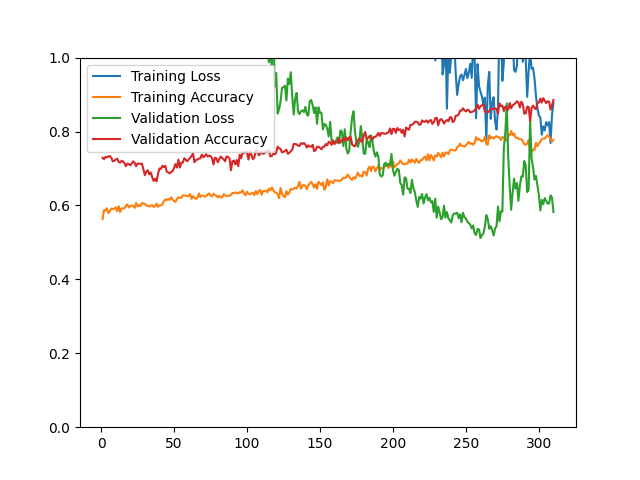 1.0
0.8
0.6
0.4
0.2
0.0
0 50 100 150 200 250 300
Training Loss
Training Accuracy
Validation Loss
Validation Accuracy